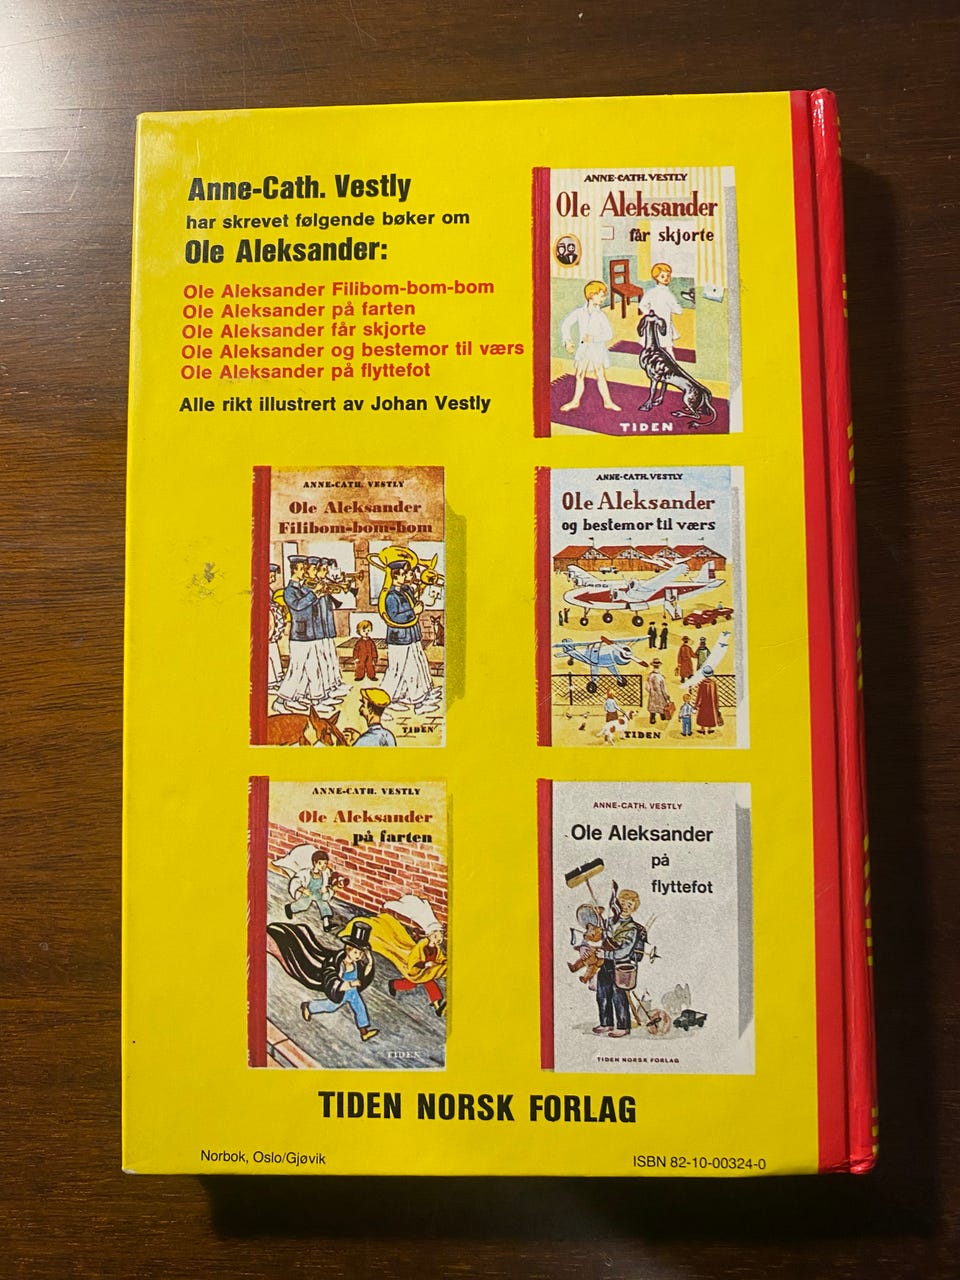 Anne-Cath. Vestly
har skrevet følgende bøker om
Ole Aleksander:
Ole Aleksander Filibom-bom-bom
Ole Aleksander på farten
Ole Aleksander får skjorte
Ole Aleksander og bestemor til værs
Ole Aleksander på flyttefot
Alle rikt illustrert av Johan Vestly
ANNE-CATH. VESTLY
Ole Aleksander
får skjorte
TIDEN
ANNE-CATH. VESTLY
Ole Aleksander
Filibom-bom-bom
TIDEN
ANNE-CATH. VESTLY
Ole Aleksander
og bestemor til værs
TIDEN
ANNE-CATH. VESTLY
Ole Aleksander
på farten
TIDEN
ANNE-CATH. VESTLY
Ole Aleksander
på
flyttefot
TIDEN NORSK FORLAG
TIDEN NORSK FORLAG
Norbok, Oslo/Gjøvik
ISBN 82-10-00324-0